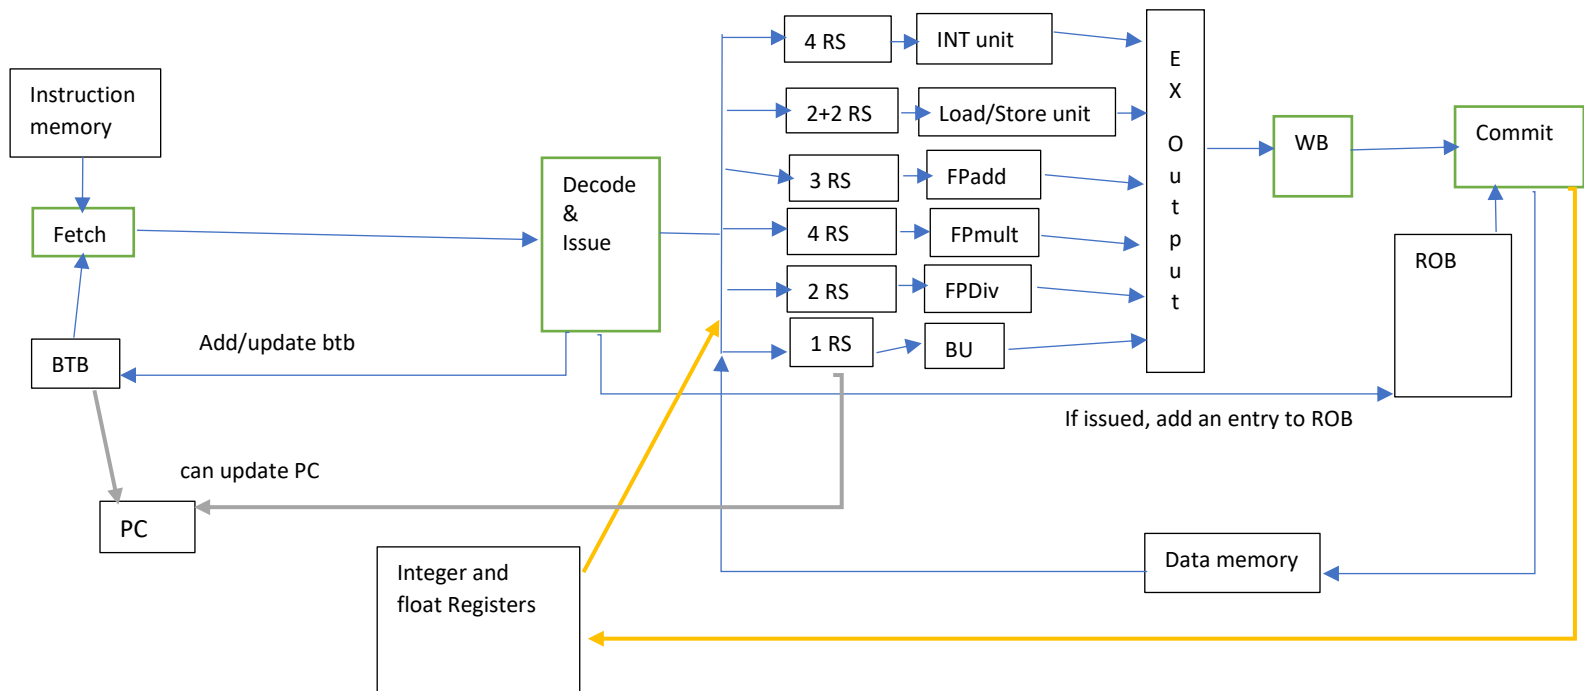 Instruction
memory
Fetch
BTB
Add/update btb
can update PC
PC
Decode
&
Issue
Integer and
float Registers
4 RS
INT unit
2+2 RS
Load/Store unit
3 RS
FPadd
4 RS
FPmult
2 RS
FPDiv
1 RS
BU
E
X
O
u
t
p
u
t
WB
Commit
ROB
If issued, add an entry to ROB
Data memory